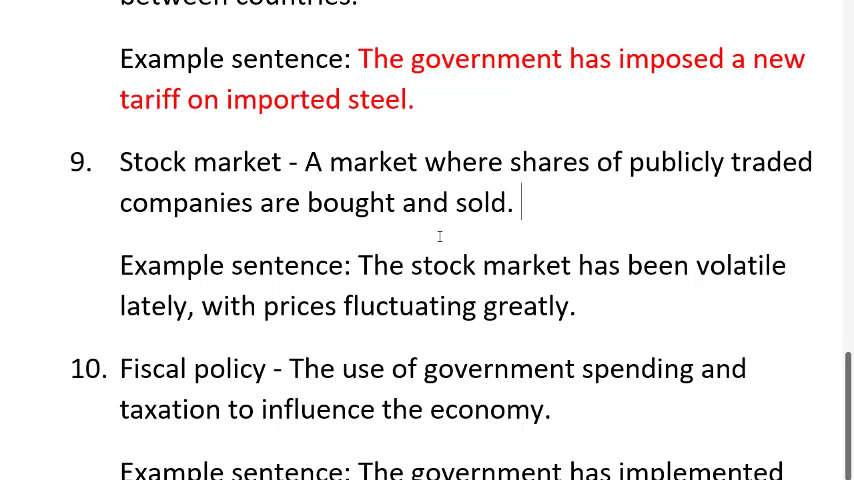 between countries.
Example sentence: The government has imposed a new
tariff on imported steel.
9. Stock market - A market where shares of publicly traded
companies are bought and sold.
Example sentence: The stock market has been volatile
lately, with prices fluctuating greatly.
10. Fiscal policy - The use of government spending and
taxation to influence the economy.
Example sentence: The government has implemented